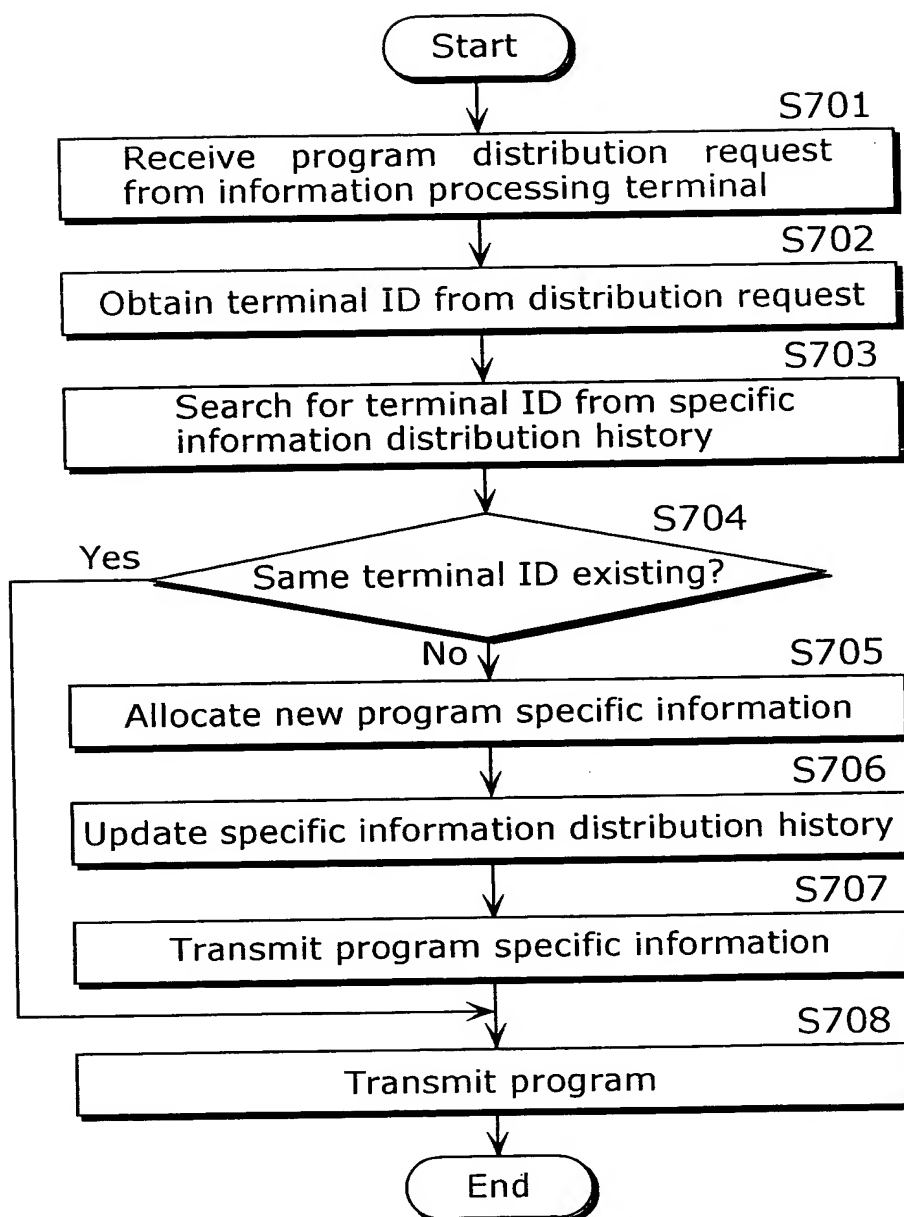 Start
S701
Receive program distribution request
from information processing terminal
S702
Obtain terminal ID from distribution request
S703
Search for terminal ID from specific
information distribution history
S704
Yes
Same terminal ID existing?
No
S705
Allocate new program specific information
S706
Update specific information distribution history
S707
Transmit program specific information
S708
Transmit program
End